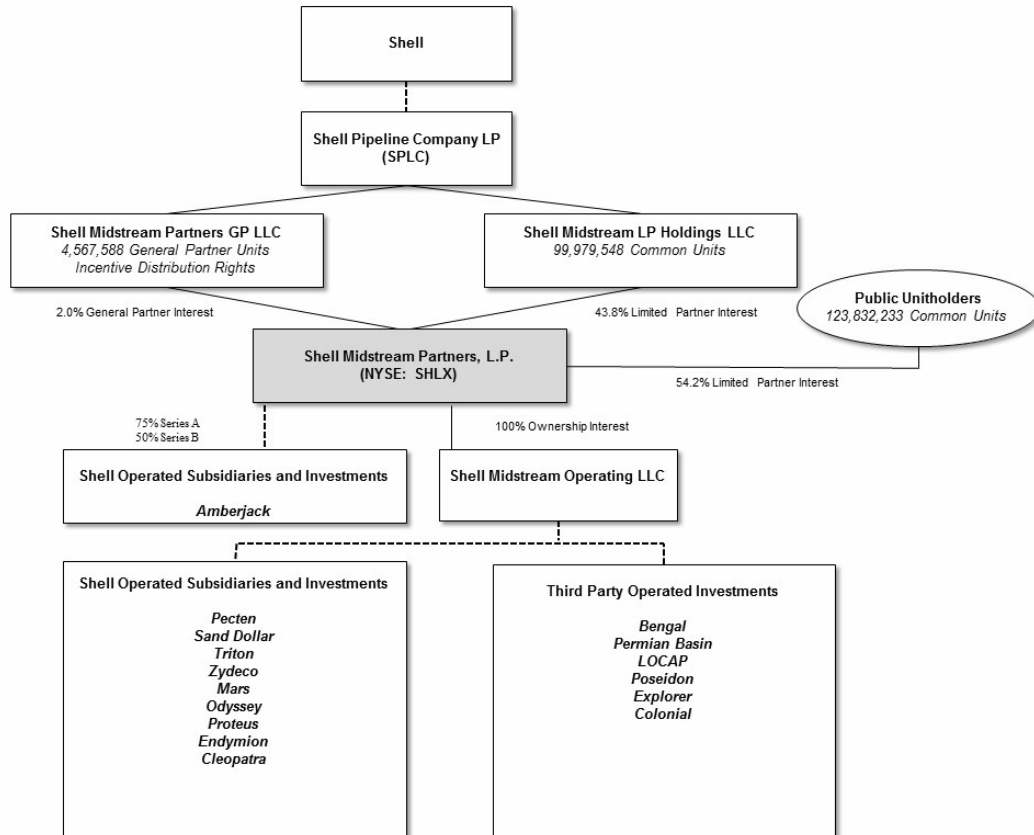 Shell
Shell Pipeline Company LP
(SPLC)
Shell Midstream Partners GP LLC
4,567,588 General Partner Units
Incentive Distribution Rights
Shell Midstream LP Holdings LLC
99,979,548 Common Units
Public Unitholders
123,832,233 Common Units
2.0% General Partner Interest
43.8% Limited Partner Interest
Shell Midstream Partners, L.P.
(NYSE: SHLX)
54.2% Limited Partner Interest
75% Series A
50% Series B
100% Ownership Interest
Shell Operated Subsidiaries and Investments
Amberjack
Shell Midstream Operating LLC
Shell Operated Subsidiaries and Investments
Pecten
Sand Dollar
Triton
Zydeco
Mars
Odyssey
Proteus
Endymion
Cleopatra
Third Party Operated Investments
Bengal
Permian Basin
LOCAP
Poseidon
Explorer
Colonial